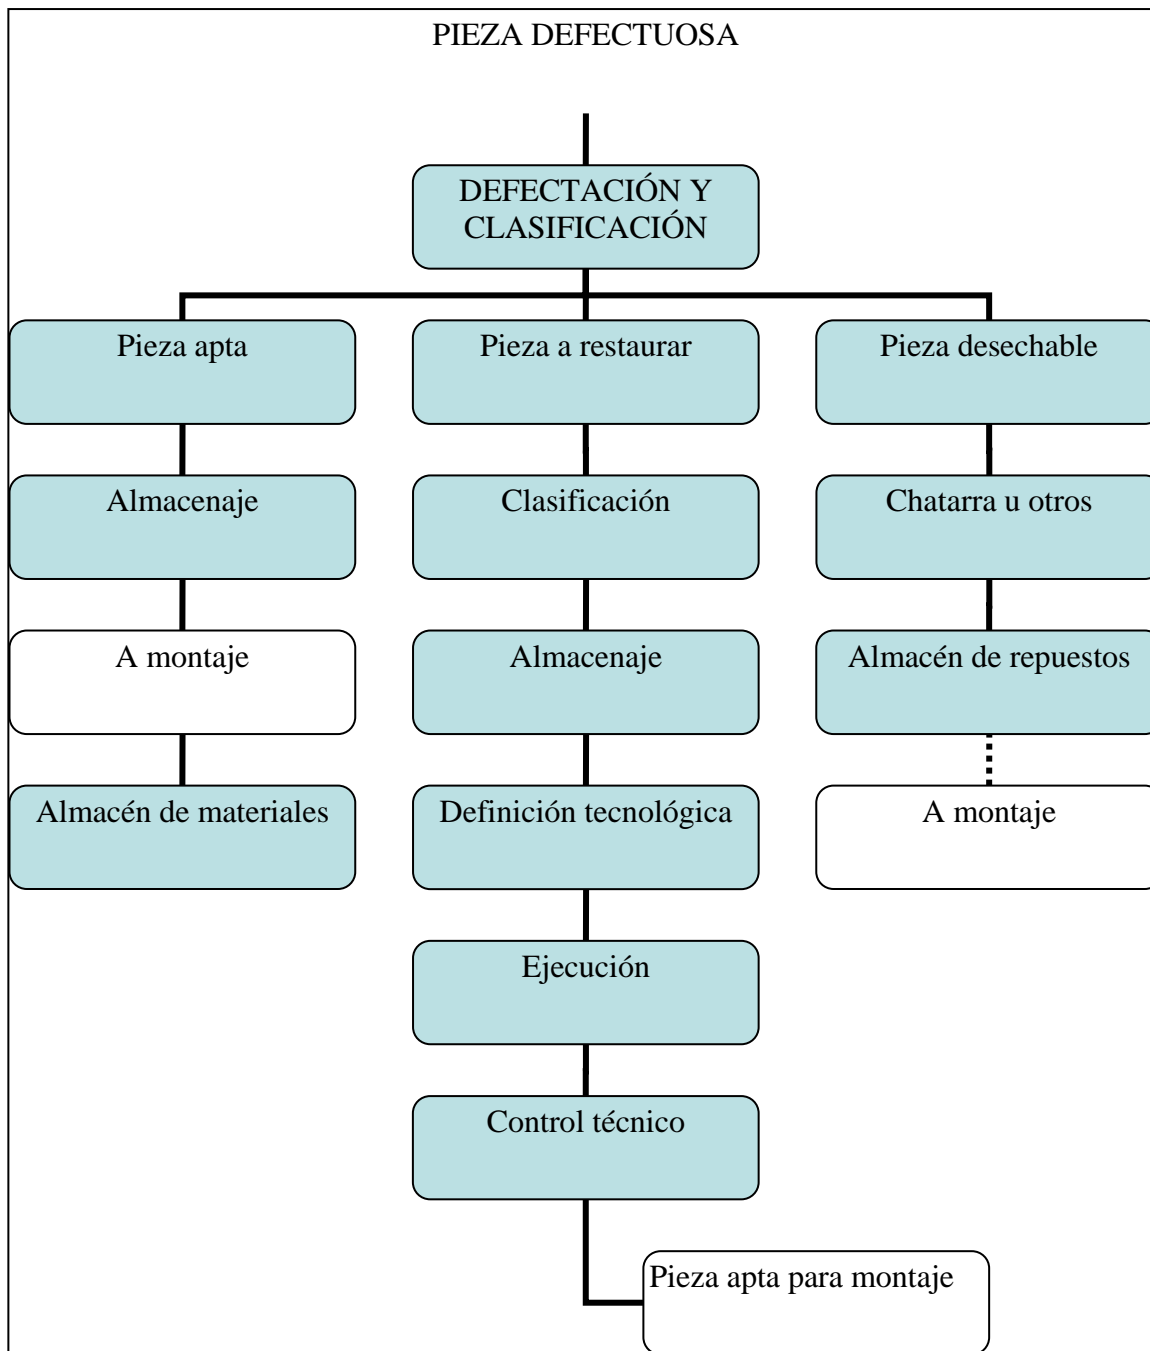 PIEZA DEFECTUOSA
DEFECTACIÓN Y
CLASIFICACIÓN
Pieza apta
Pieza a restaurar
Pieza desechable
Almacenaje
Clasificación
Chatarra u otros
A montaje
Almacenaje
Almacén de repuestos
Almacén de materiales
Definición tecnológica
A montaje
Ejecución
Control técnico
Pieza apta para montaje